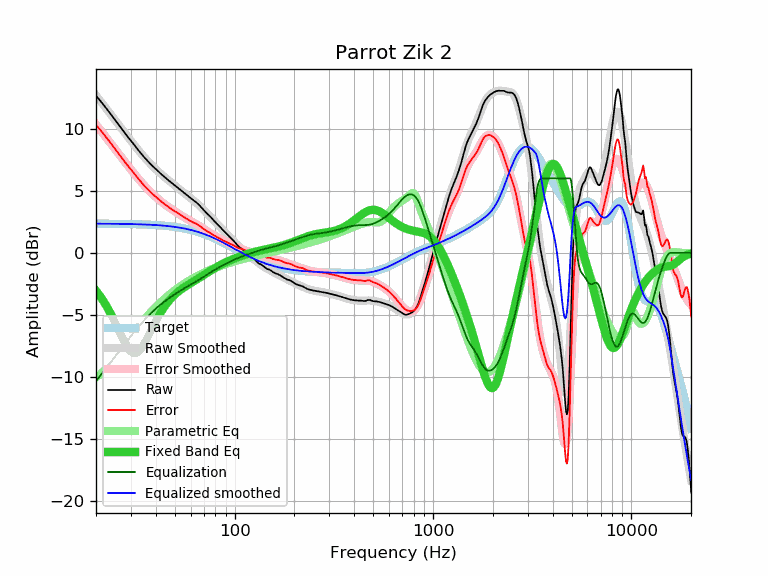 Parrot Zik 2
Amplitude (dBr)
10
5
0
−5
−10
−15
−20
Target
Raw Smoothed
Error Smoothed
Raw
Error
Parametric Eq
Fixed Band Eq
Equalization
Equalized smoothed
100
1000
10000
Frequency (Hz)